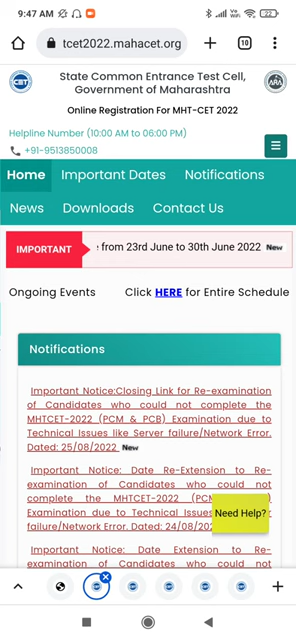 9:47 AM
22
tcet2022.mahacet.org
10
State Common Entrance Test Cell,
Government of Maharashtra
Online Registration For MHT-CET 2022
Helpline Number (10:00 AM to 06:00 PM)
+91-9513850008
Home Important Dates Notifications
News Downloads Contact Us
IMPORTANT from 23rd June to 30th June 2022 New
Ongoing Events Click HERE for Entire Schedule
Notifications
Important Notice:Closing Link for Re-examination
of Candidates who could not complete the
MHTCET-2022 (PCM & PCB) Examination due to
Technical Issues like Server failure/Network Error.
Dated: 25/08/2022 New
Important Notice: Date Re-Extension to Re-
examination of Candidates who could not
complete the MHTCET-2022
Examination due to Technical
failure/Network Error. Dated: 24/08/
Need Help?
Important Notice: Date Extension to Re-
examination of Candidates who could not